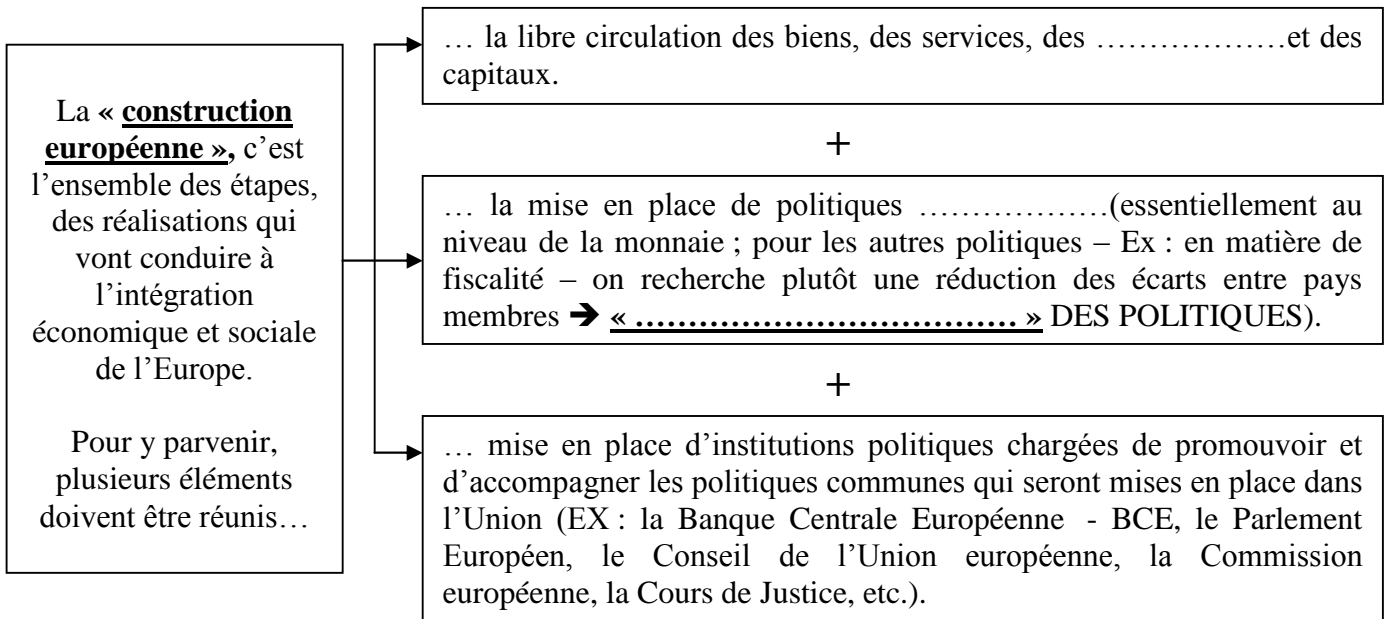 La « construction
européenne », c’est
l’ensemble des étapes,
des réalisations qui
vont conduire à
l’intégration
économique et sociale
de l’Europe.
Pour y parvenir,
plusieurs éléments
doivent être réunis…
… la libre circulation des biens, des services, des ………………et des
capitaux.
+
… la mise en place de politiques ………………(essentiellement au
niveau de la monnaie ; pour les autres politiques – Ex : en matière de
fiscalité – on recherche plutôt une réduction des écarts entre pays
membres ➔ « ……………………………… » DES POLITIQUES).
+
… mise en place d’institutions politiques chargées de promouvoir et
d’accompagner les politiques communes qui seront mises en place dans
l’Union (EX : la Banque Centrale Européenne - BCE, le Parlement
Européen, le Conseil de l’Union européenne, la Commission
européenne, la Cours de Justice, etc.).